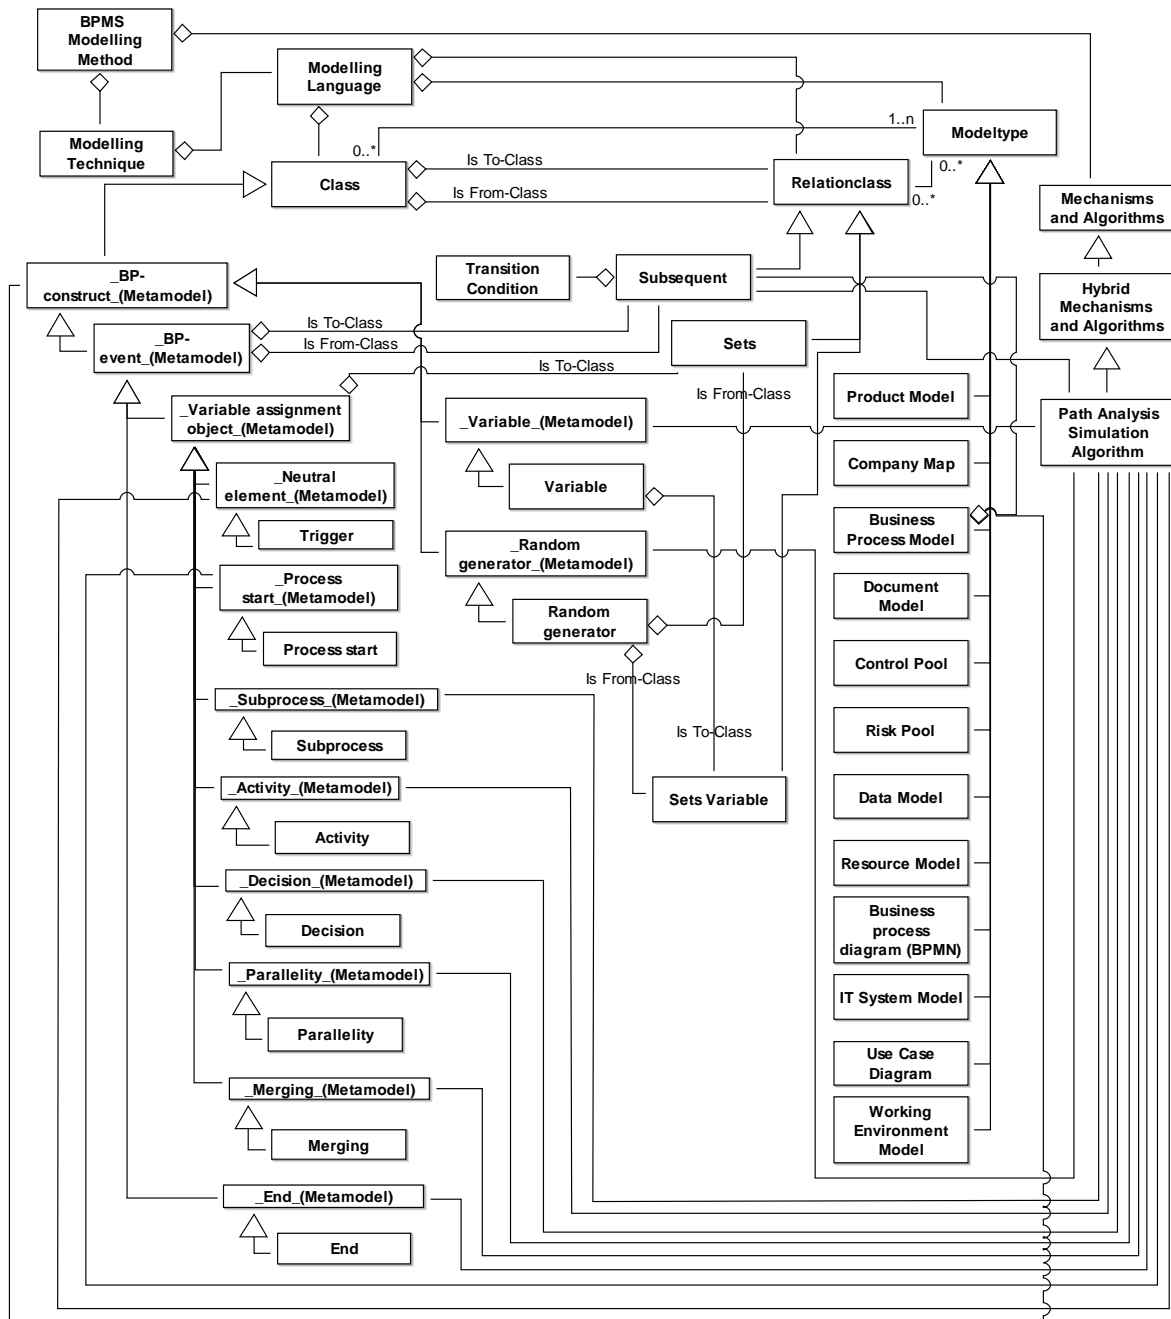 BPMS
Modelling
Method
Modelling
Language
Modelling
Technique
1..n
Modeltype
0..*
Is To-Class
Class
Is From-Class
Relationclass
0..*
0..*
Mechanisms
and Algorithms
_BP-
construct_(Metamodel)
Transition
Condition
Subsequent
Hybrid
Mechanisms
and Algorithms
_BP-
event_(Metamodel)
Is To-Class
Is From-Class
Sets
Is To-Class
Is From-Class
_Variable assignment
object_(Metamodel)
_Variable_(Metamodel)
Product Model
Path Analysis
Simulation
Algorithm
_Neutral
element_(Metamodel)
Variable
Company Map
Trigger
_Random
generator_(Metamodel)
Business
Process Model
_Process
start_(Metamodel)
Random
generator
Document
Model
Process start
Is From-Class
Control Pool
_Subprocess_(Metamodel)
Subprocess
Is To-Class
Risk Pool
_Activity_(Metamodel)
Sets Variable
Data Model
Activity
Resource Model
_Decision_(Metamodel)
Decision
Business
process
diagram (BPMN)
_Parallelity_(Metamodel)
IT System Model
Parallelity
Use Case
Diagram
_Merging_(Metamodel)
Merging
Working
Environment
Model
_End_(Metamodel)
End